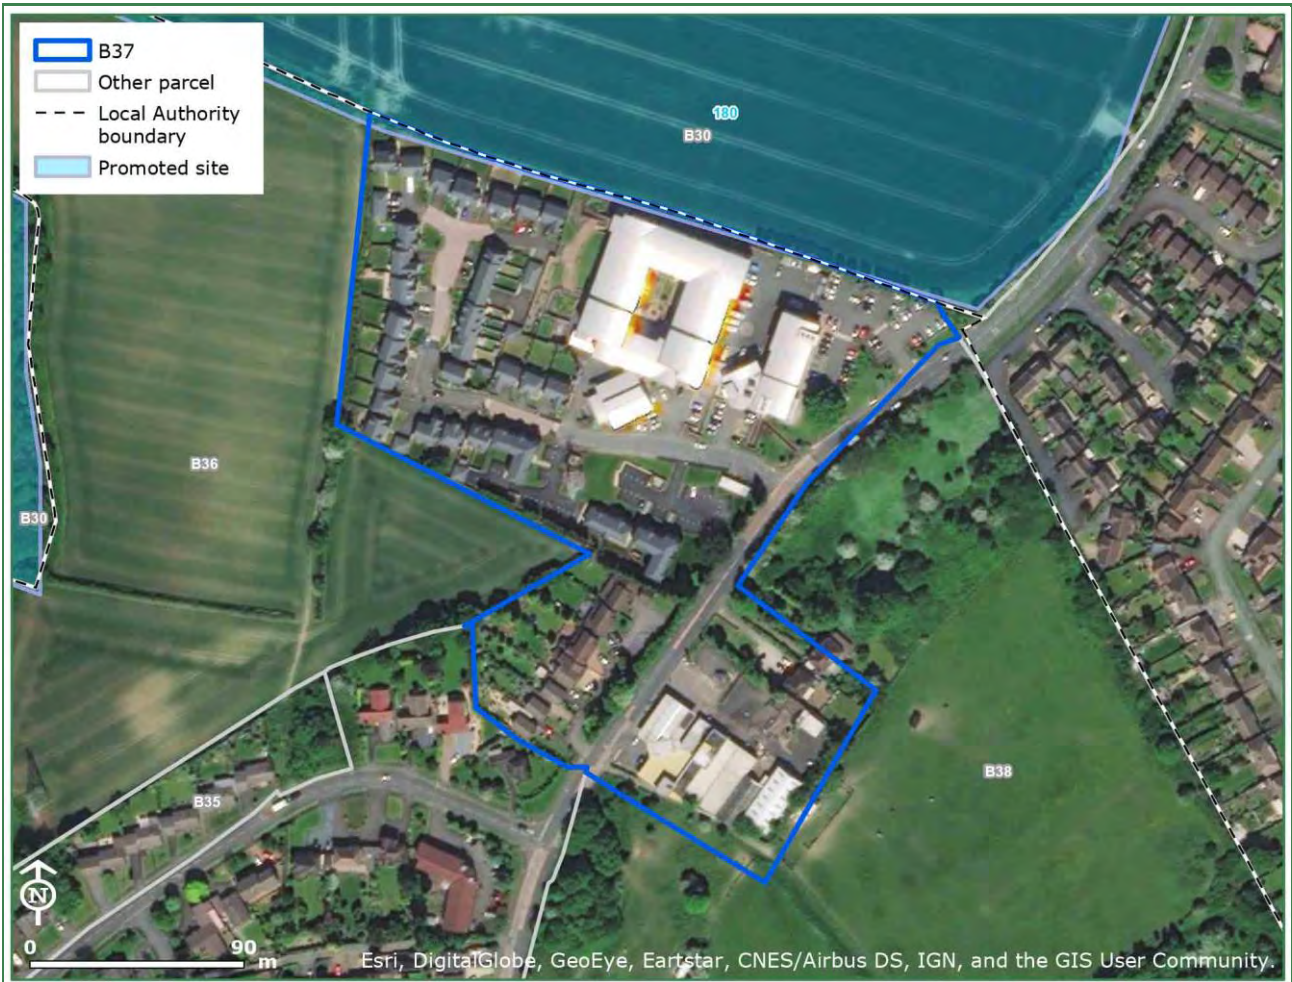 B37
Other parcel
Local Authority
boundary
Promoted site
180
B30
B36
B30
B38
B35
N
0 90 m
Esri, DigitalGlobe, GeoEye, Eartstar, CNES/Airbus DS, IGN, and the GIS User Community.